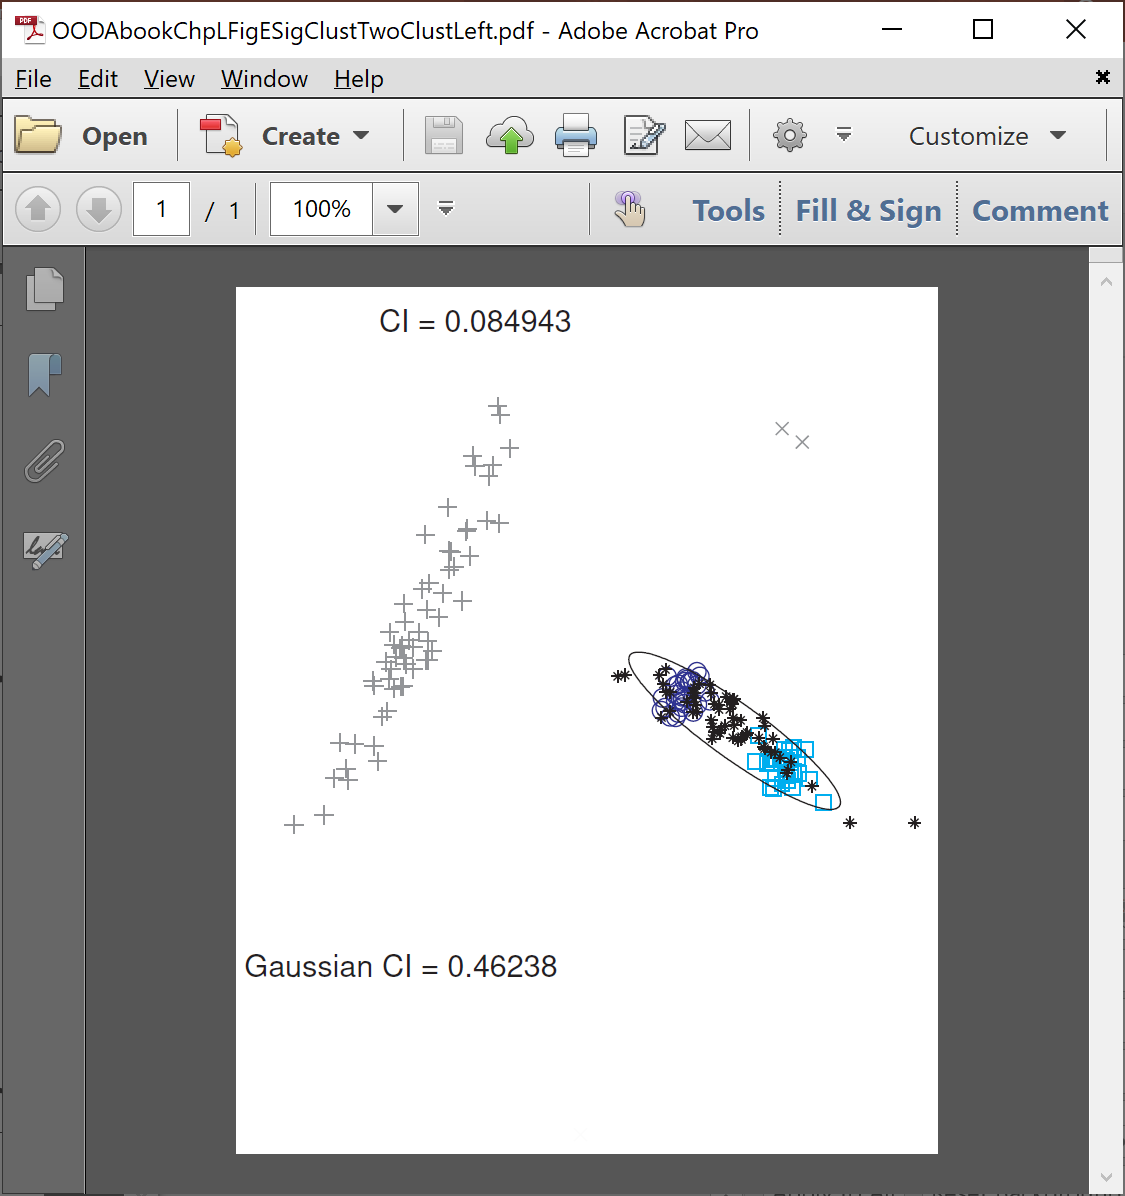 OODAbookChpLFigESigClustTwoClustLeft.pdf - Adobe Acrobat Pro
File Edit View Window Help
Open Create Customize
1 / 1 100% Tools Fill & Sign Comment
CI = 0.084943
Gaussian CI = 0.46238